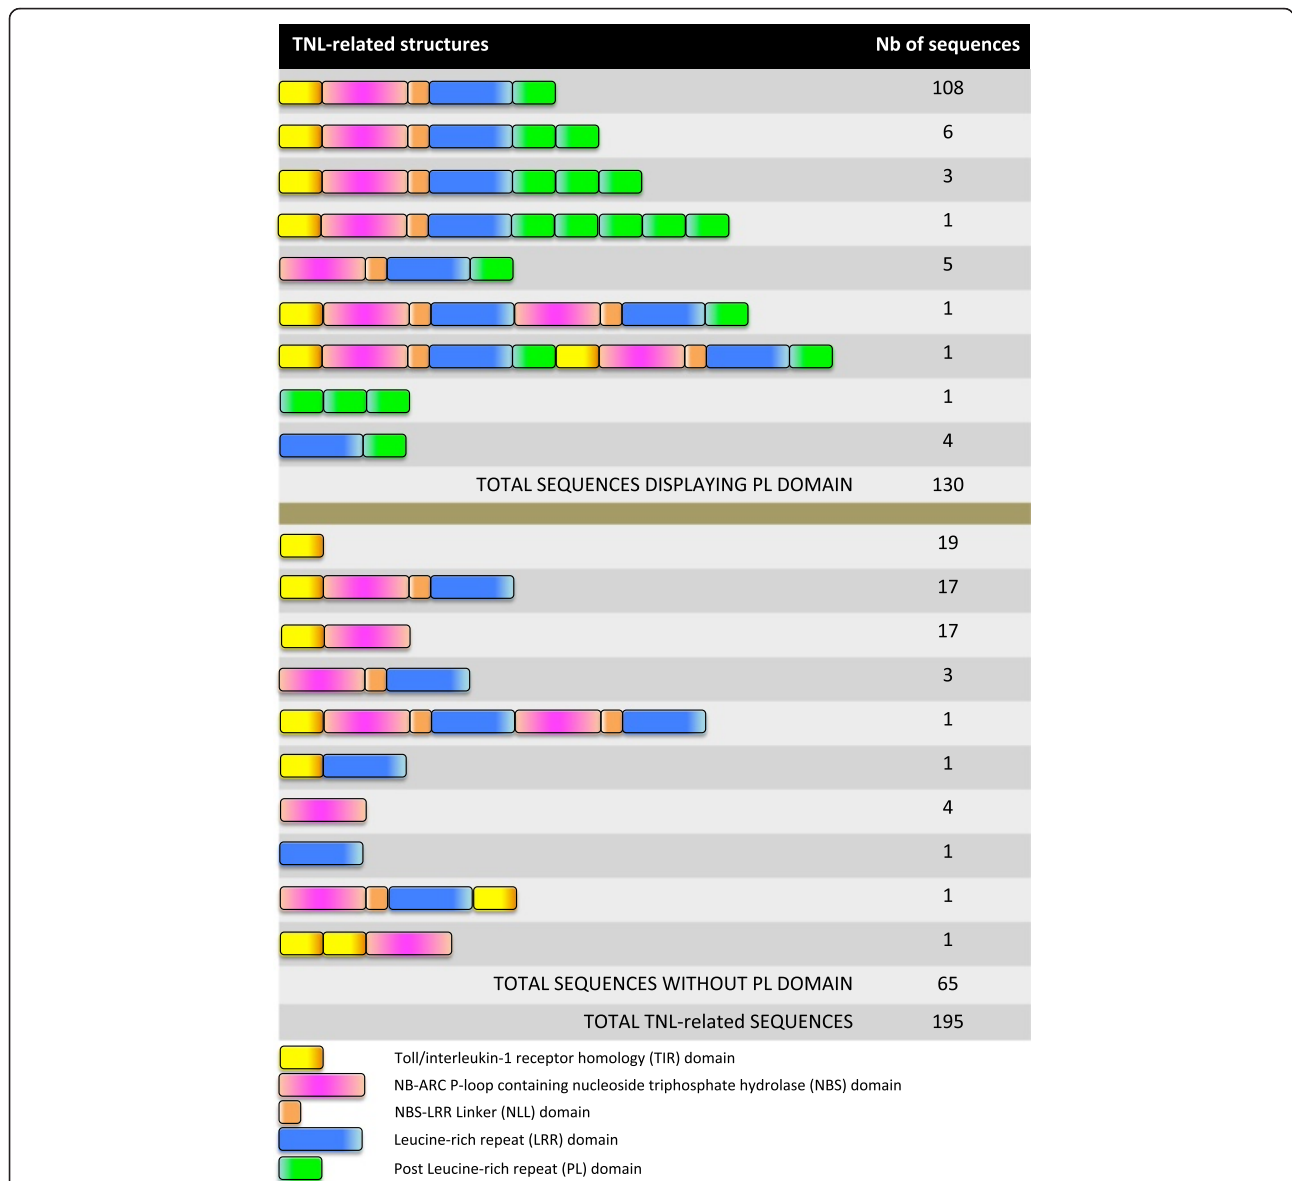 TNL-related structures Nb of sequences
108
6
3
1
5
1
1
1
4
TOTAL SEQUENCES DISPLAYING PL DOMAIN 130
19
17
17
3
1
1
4
1
1
1
TOTAL SEQUENCES WITHOUT PL DOMAIN 65
TOTAL TNL-related SEQUENCES 195
Toll/interleukin-1 receptor homology (TIR) domain
NB-ARC P-loop containing nucleoside triphosphate hydrolase (NBS) domain
NBS-LRR Linker (NLL) domain
Leucine-rich repeat (LRR) domain
Post Leucine-rich repeat (PL) domain